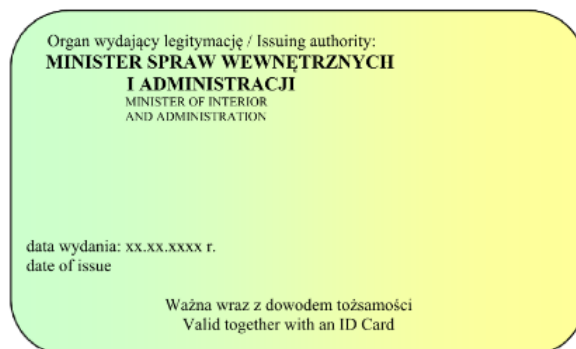 Organ wydający legitymację / Issuing authority:
MINISTER SPRAW WEWNĘTRZNYCH
I ADMINISTRACJI
MINISTER OF INTERIOR
AND ADMINISTRATION
data wydania: xx.xx.xxxx r.
date of issue
Ważna wraz z dowodem tożsamości
Valid together with an ID Card